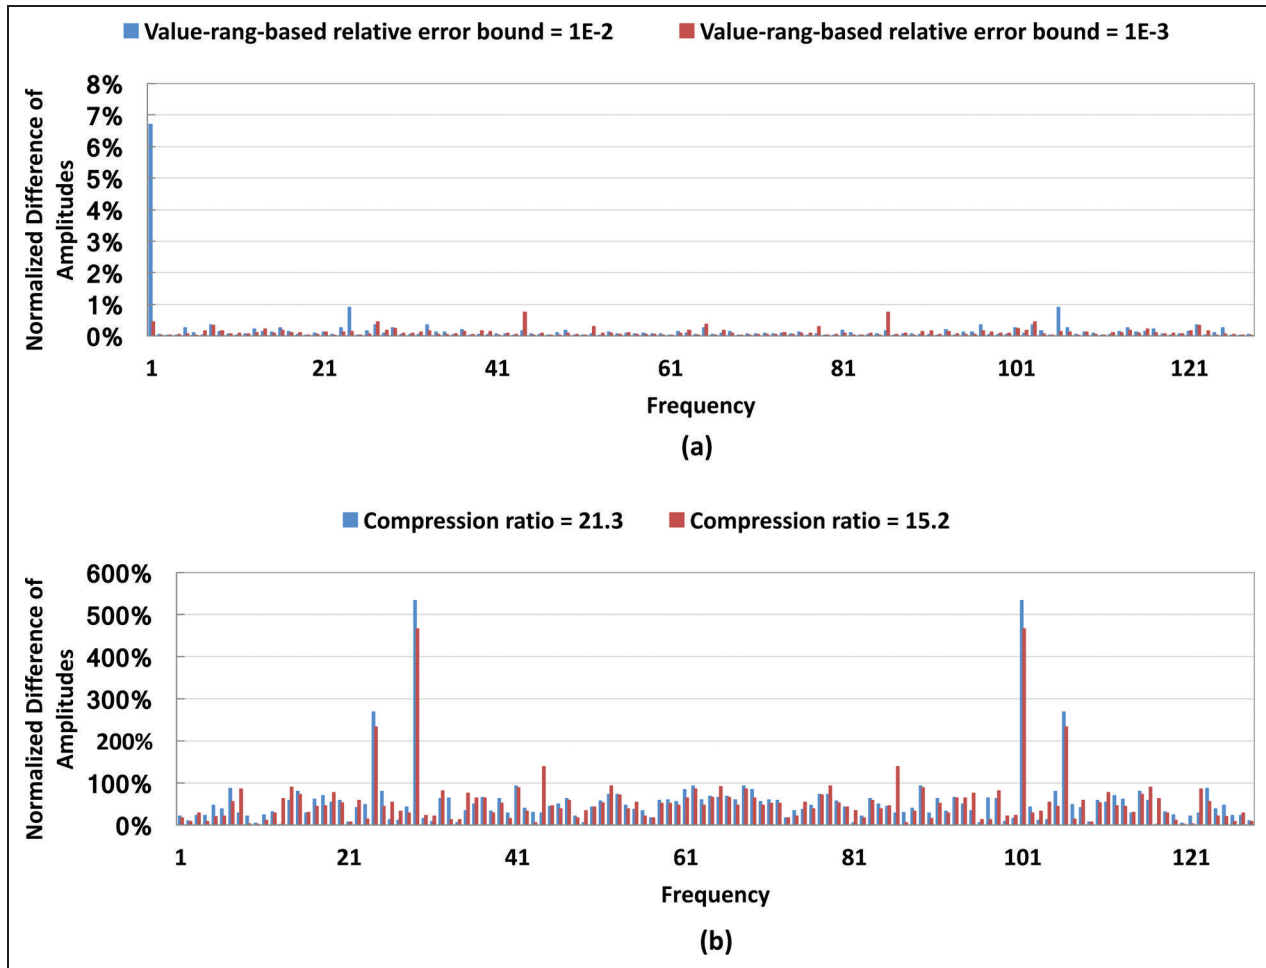 Value-rang-based relative error bound = 1E-2 Value-rang-based relative error bound = 1E-3
Normalized Difference of
Amplitudes
8%
7%
6%
5%
4%
3%
2%
1%
0%
1 21 41 61 81 101 121
Frequency
(a)
Compression ratio = 21.3 Compression ratio = 15.2
Normalized Difference of
Amplitudes
600%
500%
400%
300%
200%
100%
0%
1 21 41 61 81 101 121
Frequency
(b)